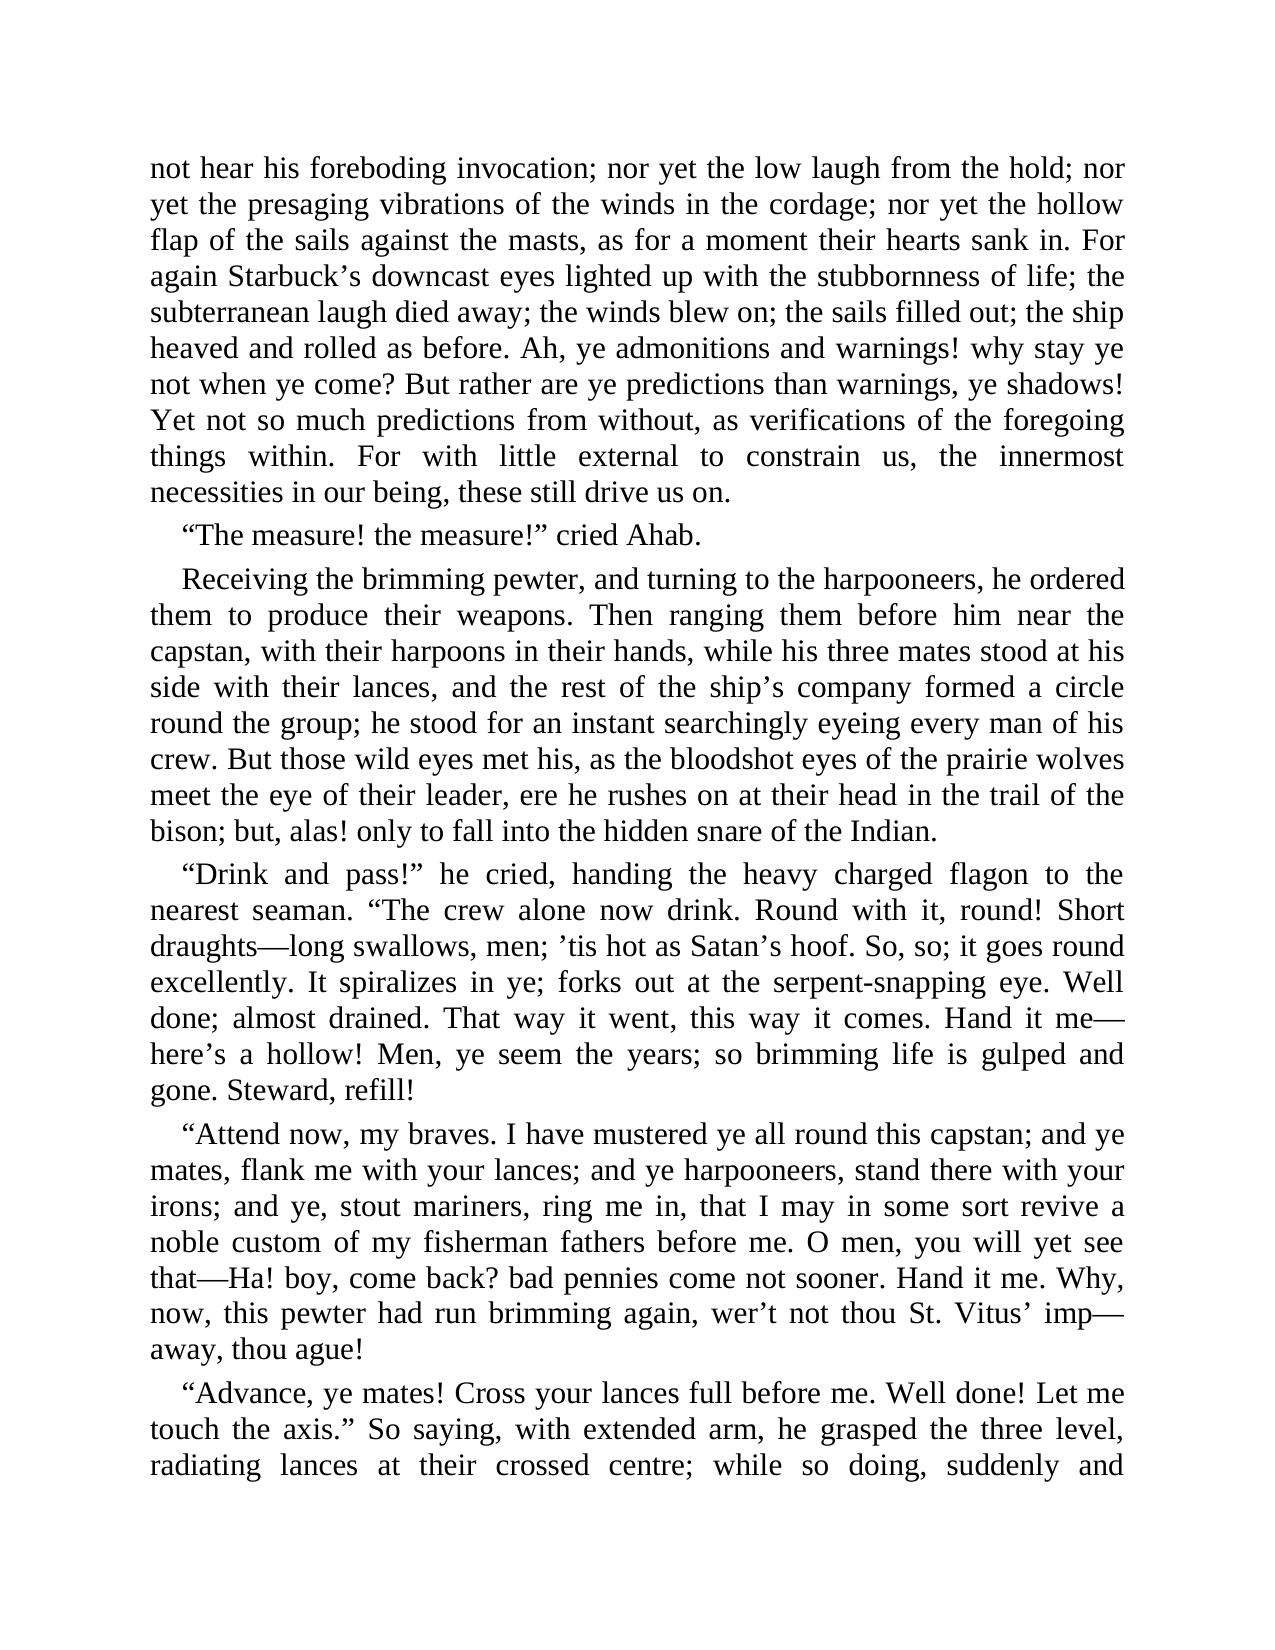 not hear his foreboding invocation; nor yet the low laugh from the hold; nor
yet the presaging vibrations of the winds in the cordage; nor yet the hollow
flap of the sails against the masts, as for a moment their hearts sank in. For
again Starbuck’s downcast eyes lighted up with the stubbornness of life; the
subterranean laugh died away; the winds blew on; the sails filled out; the ship
heaved and rolled as before. Ah, ye admonitions and warnings! why stay ye
not when ye come? But rather are ye predictions than warnings, ye shadows!
Yet not so much predictions from without, as verifications of the foregoing
things within. For with little external to constrain us, the innermost
necessities in our being, these still drive us on.
“The measure! the measure!” cried Ahab.
Receiving the brimming pewter, and turning to the harpooneers, he ordered
them to produce their weapons. Then ranging them before him near the
capstan, with their harpoons in their hands, while his three mates stood at his
side with their lances, and the rest of the ship’s company formed a circle
round the group; he stood for an instant searchingly eyeing every man of his
crew. But those wild eyes met his, as the bloodshot eyes of the prairie wolves
meet the eye of their leader, ere he rushes on at their head in the trail of the
bison; but, alas! only to fall into the hidden snare of the Indian.
“Drink and pass!” he cried, handing the heavy charged flagon to the
nearest seaman. “The crew alone now drink. Round with it, round! Short
draughts—long swallows, men; ’tis hot as Satan’s hoof. So, so; it goes round
excellently. It spiralizes in ye; forks out at the serpent-snapping eye. Well
done; almost drained. That way it went, this way it comes. Hand it me—
here’s a hollow! Men, ye seem the years; so brimming life is gulped and
gone. Steward, refill!
“Attend now, my braves. I have mustered ye all round this capstan; and ye
mates, flank me with your lances; and ye harpooneers, stand there with your
irons; and ye, stout mariners, ring me in, that I may in some sort revive a
noble custom of my fisherman fathers before me. O men, you will yet see
that—Ha! boy, come back? bad pennies come not sooner. Hand it me. Why,
now, this pewter had run brimming again, wer’t not thou St. Vitus’ imp—
away, thou ague!
“Advance, ye mates! Cross your lances full before me. Well done! Let me
touch the axis.” So saying, with extended arm, he grasped the three level,
radiating lances at their crossed centre; while so doing, suddenly and